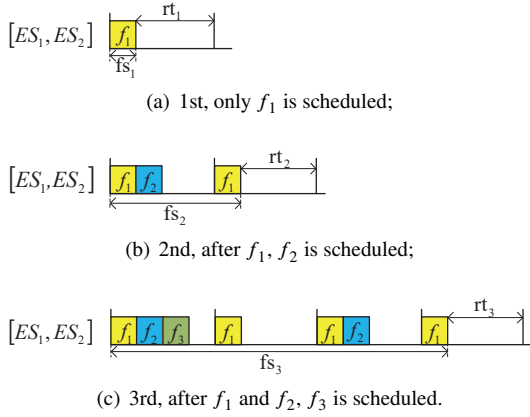 [ES₁, ES₂] f₁ rt₁
fs₁
(a) 1st, only f₁ is scheduled;
[ES₁,ES₂] f₁ f₂ f₁ rt₂
fs₂
(b) 2nd, after f₁, f₂ is scheduled;
[ES₁, ES₂] f₁ f₂ f₃ f₁ f₁ f₂ f₁ rt₃
fs₃
(c) 3rd, after f₁ and f₂, f₃ is scheduled.